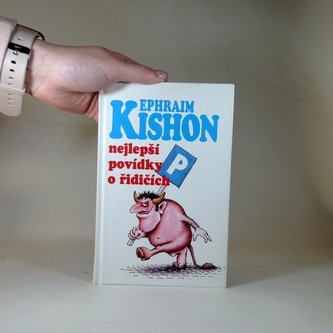 EPHRAIM
KISHON
nejlepší
povídky
o řidičích
P